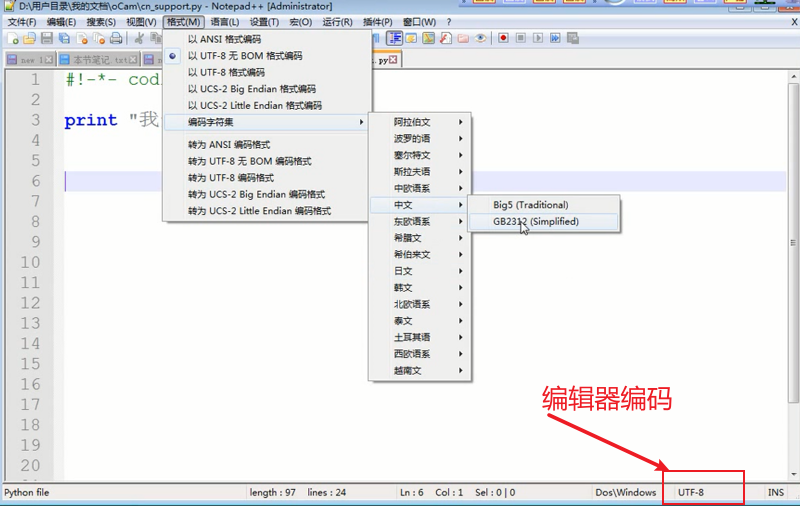 D:\用户目录\我的文档\oCam\cn_support.py - Notepad++ [Administrator]
文件(F) 编辑(E) 搜索(S) 视图(V) 格式(M) 语言(L) 设置(T) 宏(O) 运行(R) 插件(P) 窗口(W) ?
X
new 1 本节笔记.txt n .py
以 ANSI 格式编码
以 UTF-8 无 BOM 格式编码
以 UTF-8 格式编码
以 UCS-2 Big Endian 格式编码
以 UCS-2 Little Endian 格式编码
编码字符集
转为 ANSI 编码格式
转为 UTF-8 无 BOM 编码格式
转为 UTF-8 编码格式
转为 UCS-2 Big Endian 编码格式
转为 UCS-2 Little Endian 编码格式
阿拉伯文
波罗的语
塞尔特文
斯拉夫语
中欧语系
中文
东欧语系
希腊文
希伯来文
日文
韩文
北欧语系
泰文
土耳其语
西欧语系
越南文
Big5 (Traditional)
GB2312 (Simplified)
1 #!-*- cod
2
3 print "我
4
5
6
7
8
9
10
11
12
13
14
15
16
17
18
19
20
编辑器编码
Python file length : 97 lines : 24 Ln : 6 Col : 1 Sel : 0 | 0 Dos\Windows UTF-8 INS